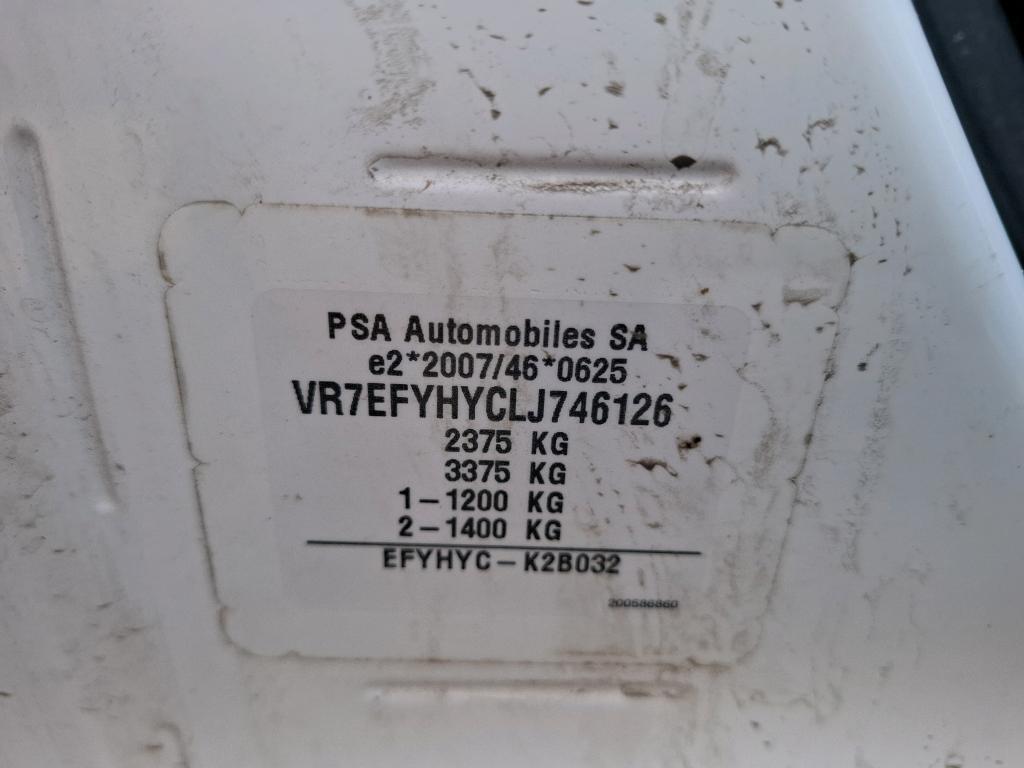 PSA Automobiles SA
e2*2007/46*0625
VR7EFYHYCLJ746126
2375 KG
3375 KG
1-1200 KG
2-1400 KG
EFYHYC-K2B032
200586860